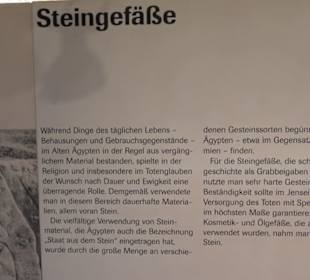 Steingefäße
Während Dinge des täglichen Lebens –
Behausungen und Gebrauchsgegenstände –
im Alten Ägypten in der Regel aus vergäng-
lichem Material bestanden, spielte in der
Religion und insbesondere im Totenglauben
der Wunsch nach Dauer und Ewigkeit eine
überragende Rolle. Demgemäß verwendete
man in diesem Bereich dauerhafte Materia-
lien, allem voran Stein.
Die vielfältige Verwendung von Stein-
material, die Ägypten auch die Bezeichnung
„Staat aus dem Stein" eingetragen hat,
wurde durch die große Menge an verschie-
denen Gesteinssorten begüns
Ägypten – etwa im Gegensat
mien – finden.
Für die Steingefäße, die sch
geschichte als Grabbeigaben
nutzte man sehr harte Gestein
Beständigkeit sollte im Jensei
Versorgung des Toten mit Spe
im höchsten Maße garantiere
Kosmetik- und Ölgefäße, die a
verwendet wurden, nahm mar
Stein.